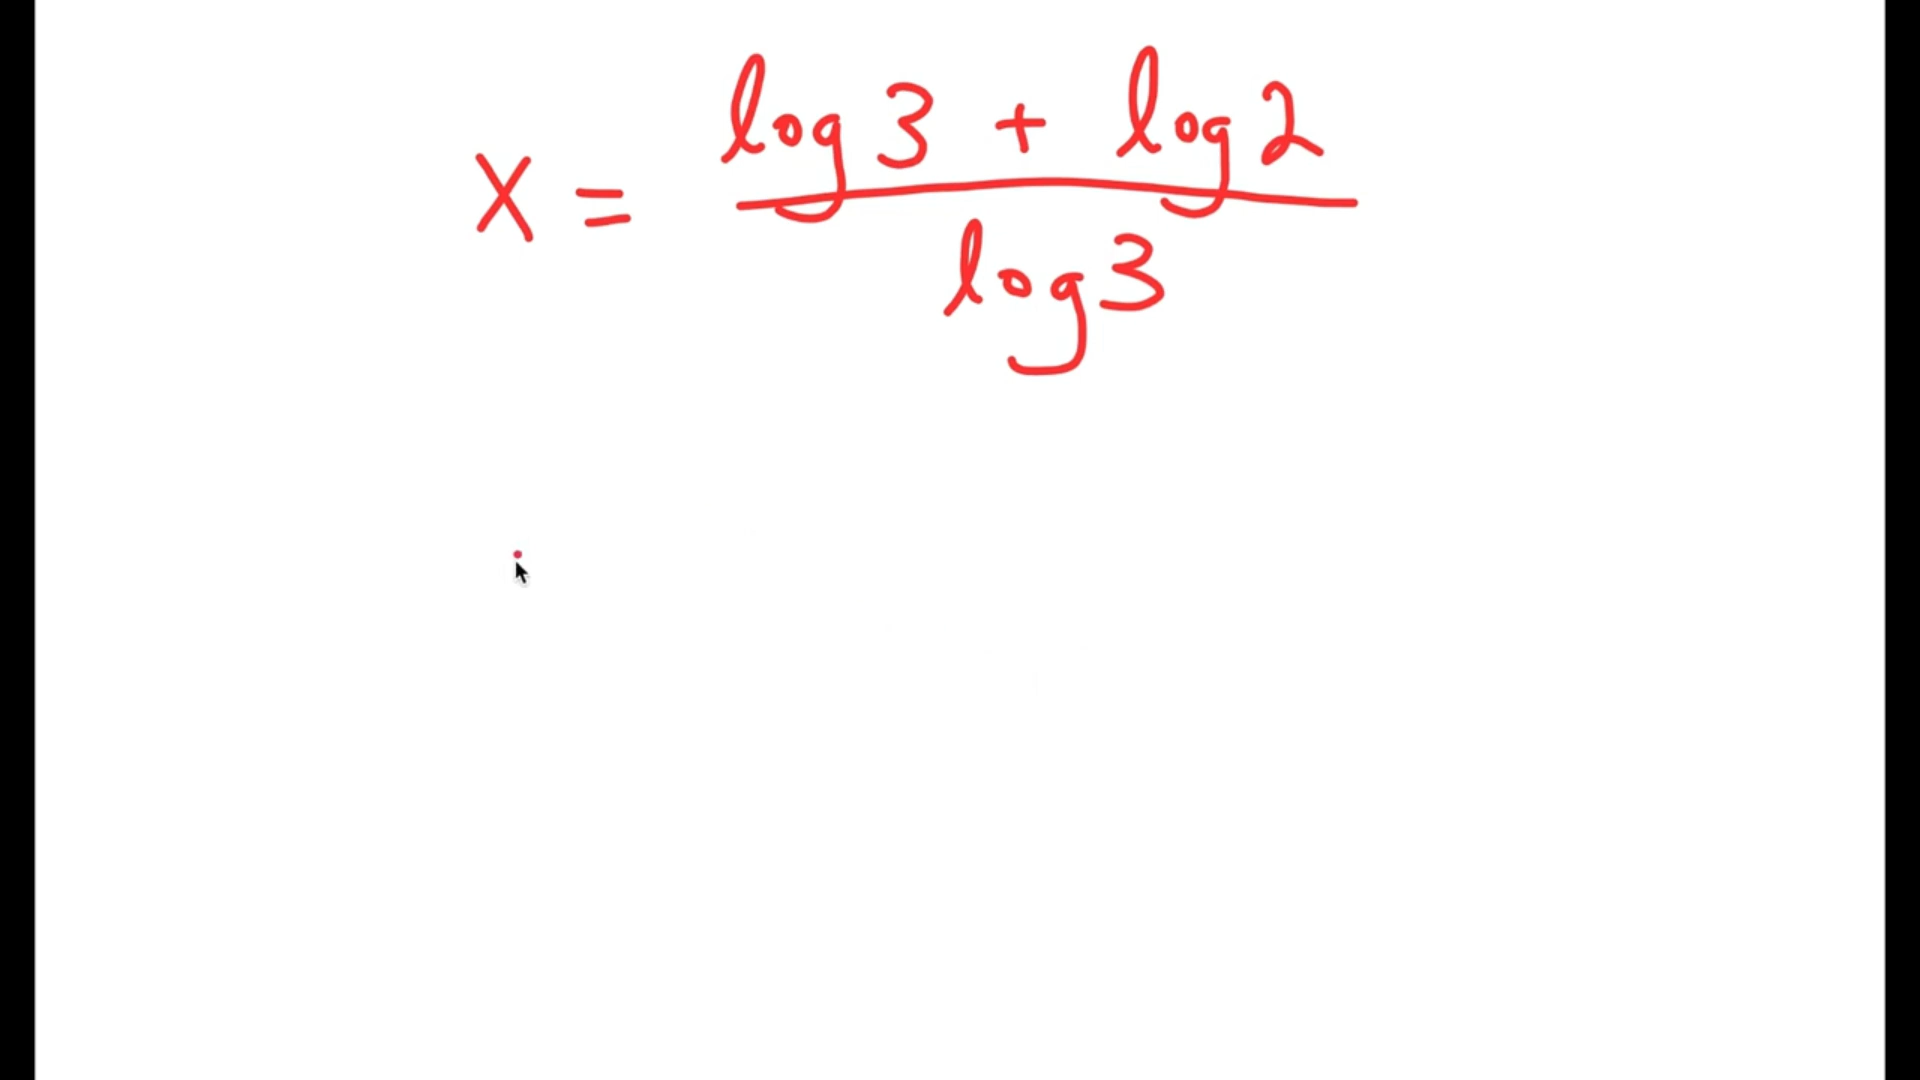 x = (log 3 + log 2) / log 3